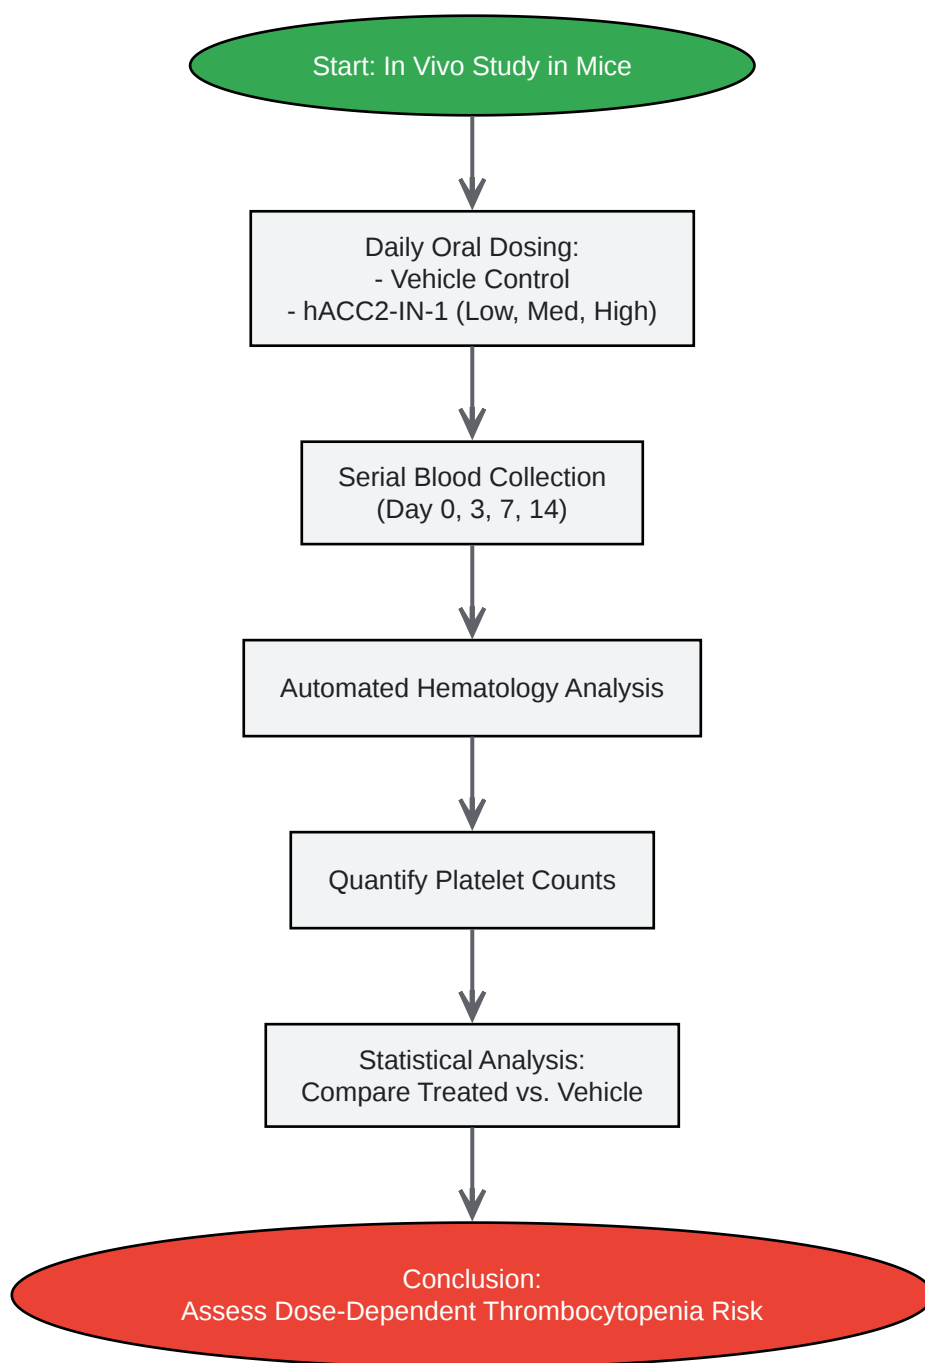 Start: In Vivo Study in Mice
Daily Oral Dosing:
- Vehicle Control
- hACC2-IN-1 (Low, Med, High)
Serial Blood Collection
(Day 0, 3, 7, 14)
Automated Hematology Analysis
Quantify Platelet Counts
Statistical Analysis:
Compare Treated vs. Vehicle
Conclusion:
Assess Dose-Dependent Thrombocytopenia Risk